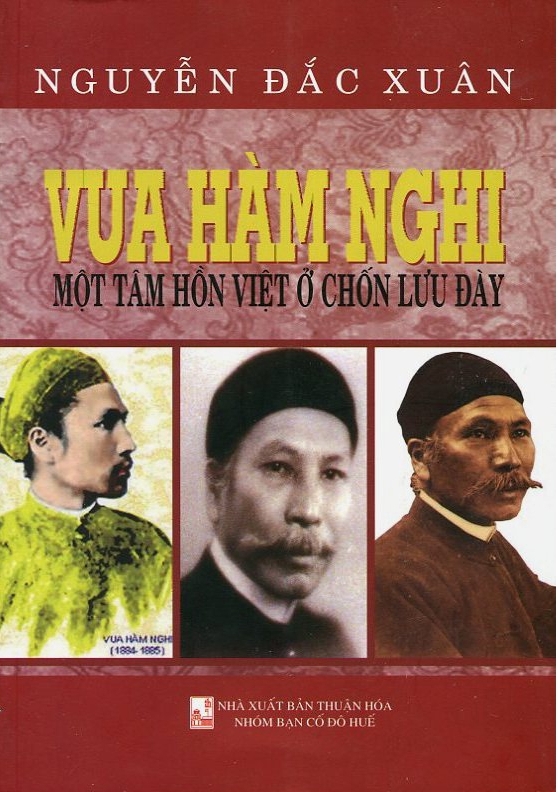 NGUYỄN ĐẮC XUÂN
VUA HÀM NGHI
MỘT TÂM HỒN VIỆT Ở CHỐN LƯU ĐÀY
VUA HÀM NGHI
(1884-1885)
NHÀ XUẤT BẢN THUẬN HÓA
NHÓM BẠN CỐ ĐÔ HUẾ